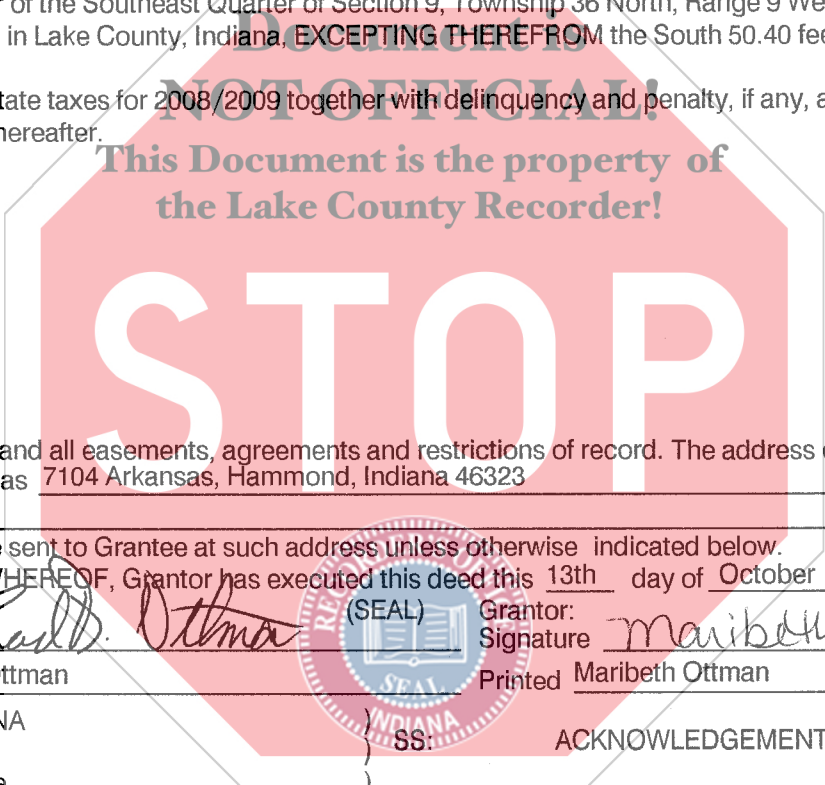 of the Southeast Quarter of Section 9, Township 36 North, Range 9 We
Document is
in Lake County, Indiana, EXCEPTING THEREFROM the South 50.40 fee
NOT OFFICIAL!
tate taxes for 2008/2009 together with delinquency and penalty, if any, a
hereafter.
This Document is the property of
the Lake County Recorder!
STOP
and all easements, agreements and restrictions of record. The address
as 7104 Arkansas, Hammond, Indiana 46323
sent to Grantee at such address unless otherwise indicated below.
WHEREOF, Grantor has executed this deed this 13th day of October
(SEAL) Grantor:
Ottman Signature Maribeth
ttman Printed Maribeth Ottman
RECORDER'S OFFICE
SEAL
INDIANA
NA
) SS: ACKNOWLEDGEMENT
)